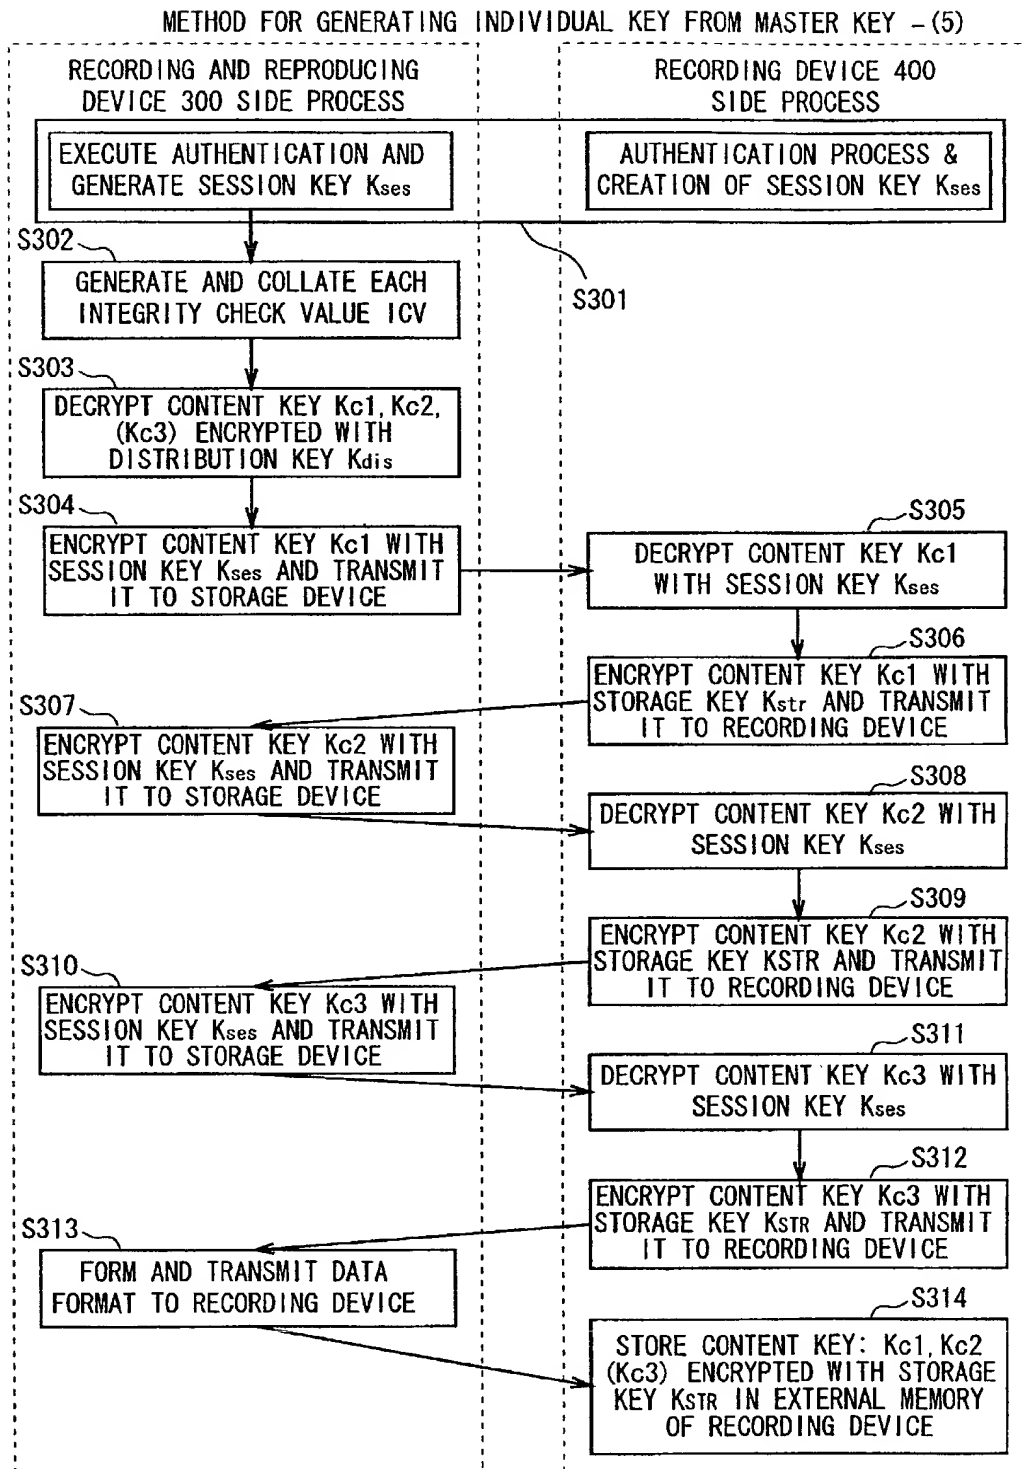 METHOD FOR GENERATING INDIVIDUAL KEY FROM MASTER KEY -(5)
RECORDING AND REPRODUCING
DEVICE 300 SIDE PROCESS
RECORDING DEVICE 400
SIDE PROCESS
EXECUTE AUTHENTICATION AND
GENERATE SESSION KEY Kses
AUTHENTICATION PROCESS &
CREATION OF SESSION KEY Kses
S301
S302
GENERATE AND COLLATE EACH
INTEGRITY CHECK VALUE ICV
S303
DECRYPT CONTENT KEY Kc1, Kc2,
(Kc3) ENCRYPTED WITH
DISTRIBUTION KEY Kdis
S304
ENCRYPT CONTENT KEY Kc1 WITH
SESSION KEY Kses AND TRANSMIT
IT TO STORAGE DEVICE
S305
DECRYPT CONTENT KEY Kc1
WITH SESSION KEY Kses
S306
ENCRYPT CONTENT KEY Kc1 WITH
STORAGE KEY Kstr AND TRANSMIT
IT TO RECORDING DEVICE
S307
ENCRYPT CONTENT KEY Kc2 WITH
SESSION KEY Kses AND TRANSMIT
IT TO STORAGE DEVICE
S308
DECRYPT CONTENT KEY Kc2 WITH
SESSION KEY Kses
S309
ENCRYPT CONTENT KEY Kc2 WITH
STORAGE KEY KSTR AND TRANSMIT
IT TO RECORDING DEVICE
S310
ENCRYPT CONTENT KEY Kc3 WITH
SESSION KEY Kses AND TRANSMIT
IT TO STORAGE DEVICE
S311
DECRYPT CONTENT KEY Kc3 WITH
SESSION KEY Kses
S312
ENCRYPT CONTENT KEY Kc3 WITH
STORAGE KEY KSTR AND TRANSMIT
IT TO RECORDING DEVICE
S313
FORM AND TRANSMIT DATA
FORMAT TO RECORDING DEVICE
S314
STORE CONTENT KEY: Kc1, Kc2
(Kc3) ENCRYPTED WITH STORAGE
KEY KSTR IN EXTERNAL MEMORY
OF RECORDING DEVICE